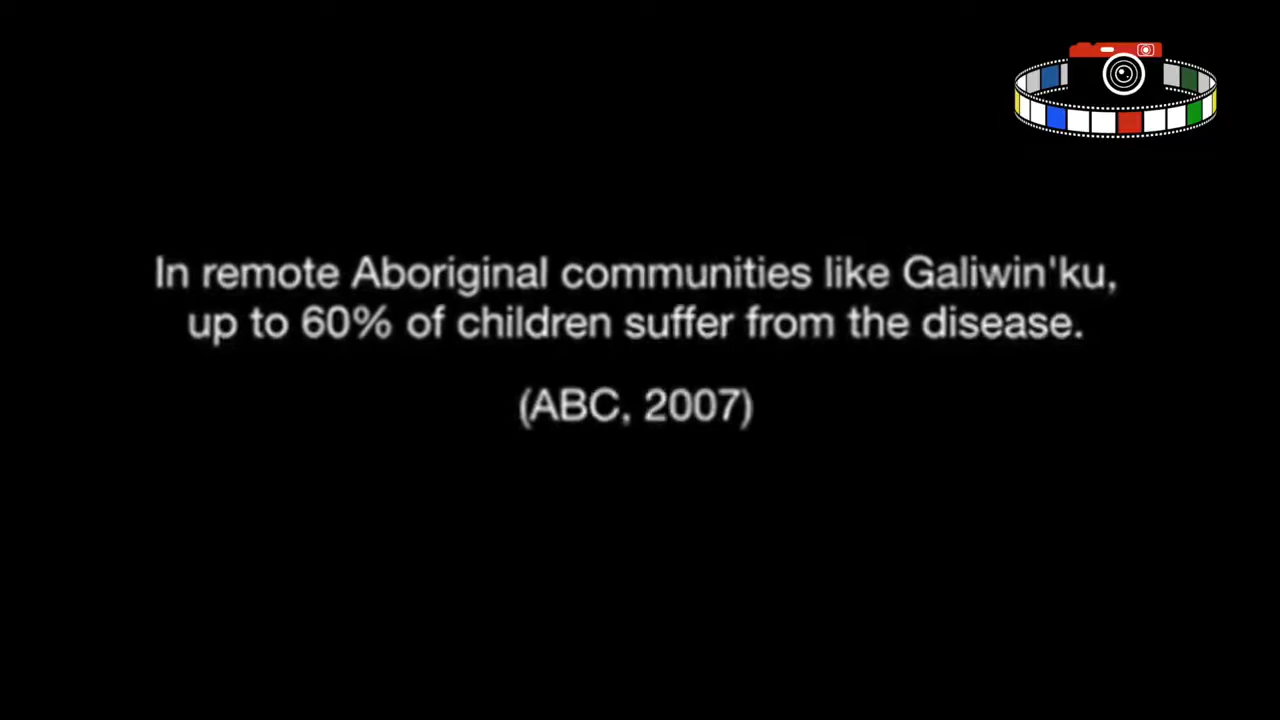 In remote Aboriginal communities like Galiwin'ku,
up to 60% of children suffer from the disease.
(ABC, 2007)